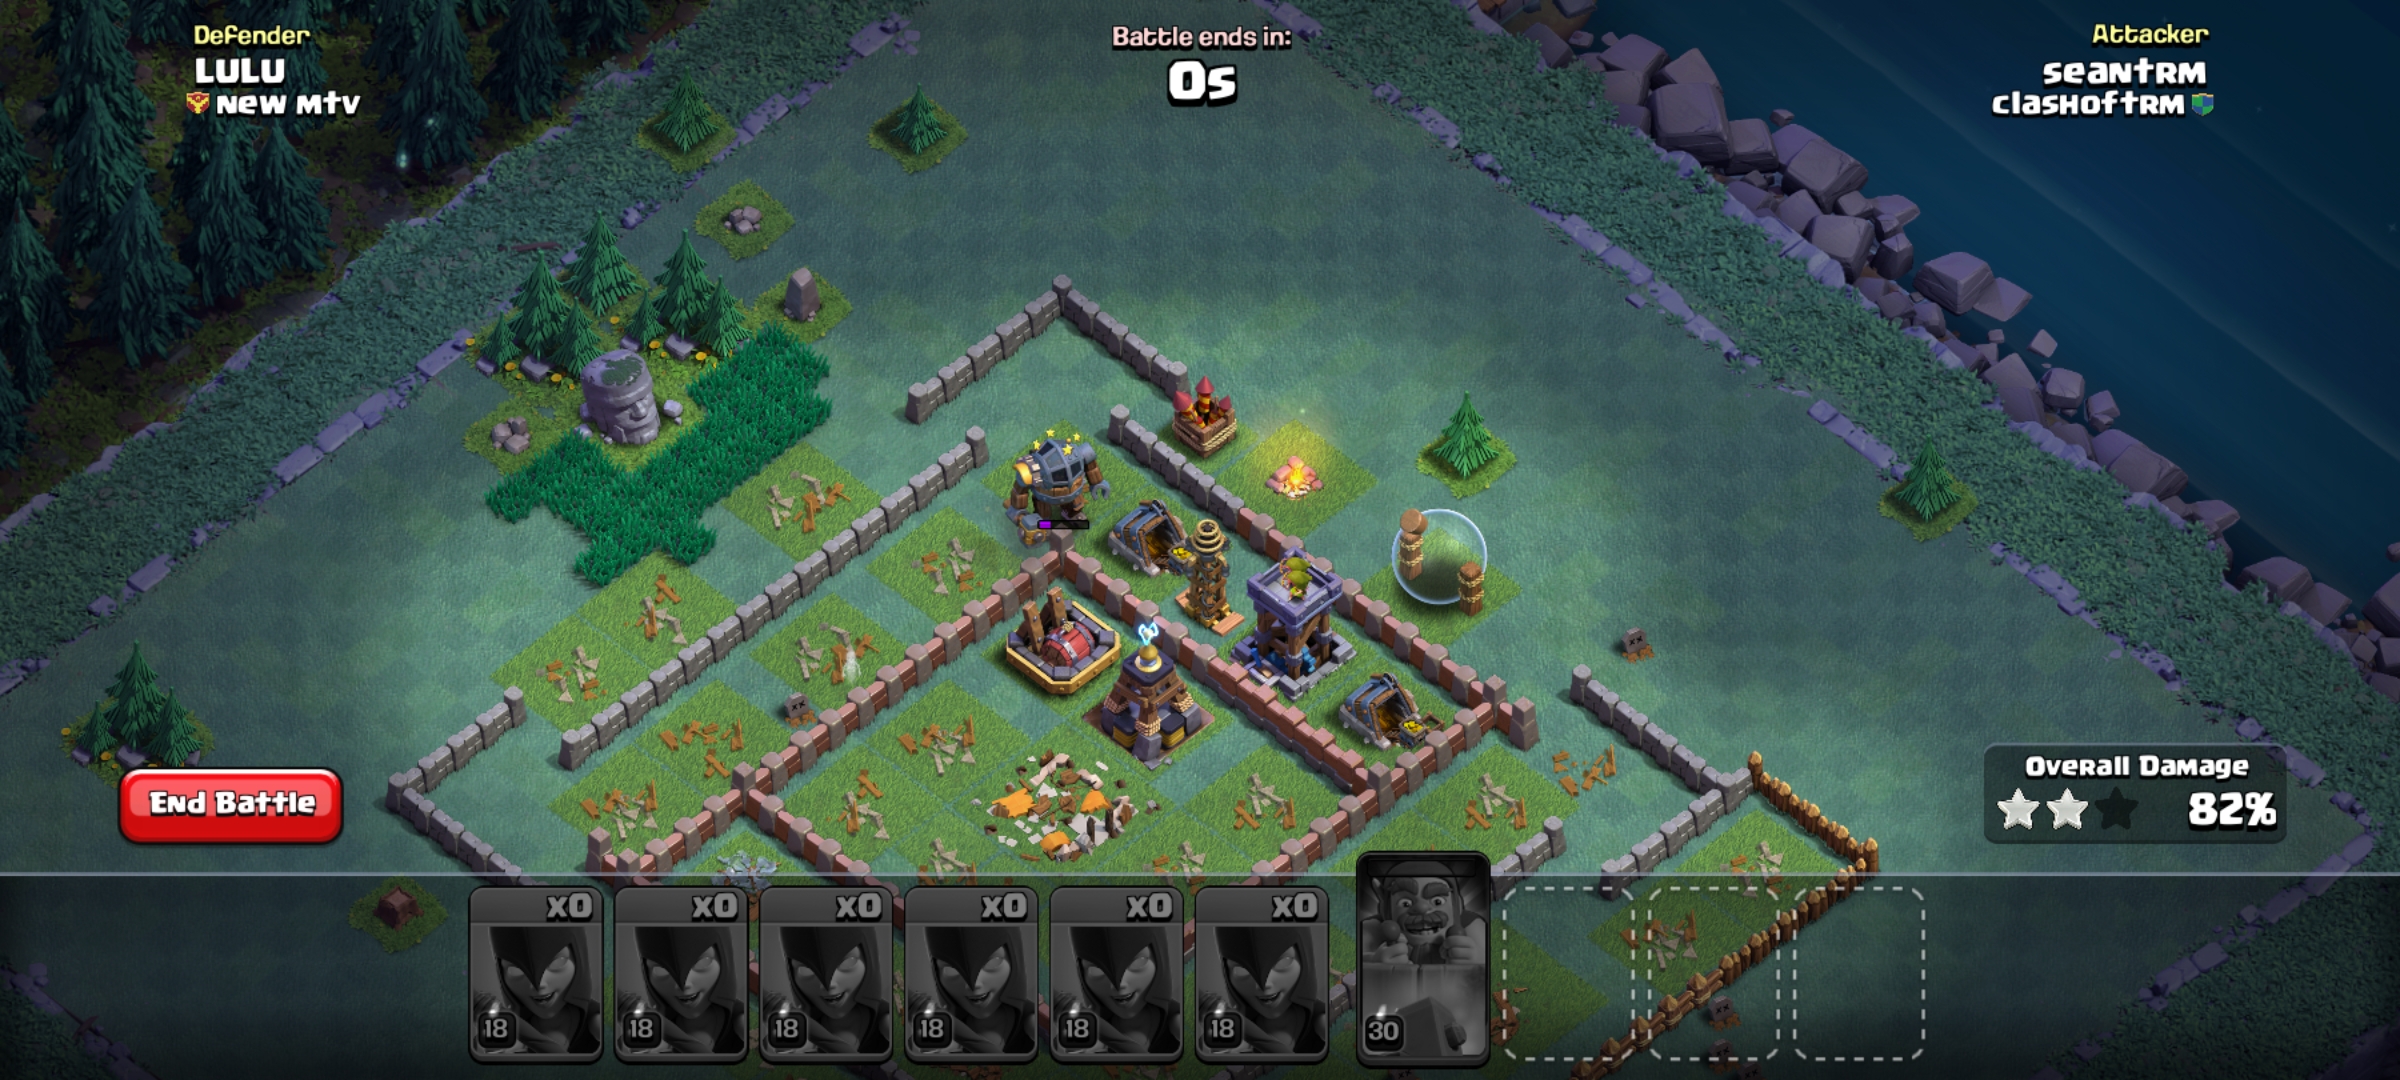 Defender
LULU
New Mtv
Battle ends in:
0s
Attacker
seantRM
clashoftRM
End Battle
Overall Damage
82%
x0
x0
x0
x0
x0
x0
18
18
18
18
18
18
30